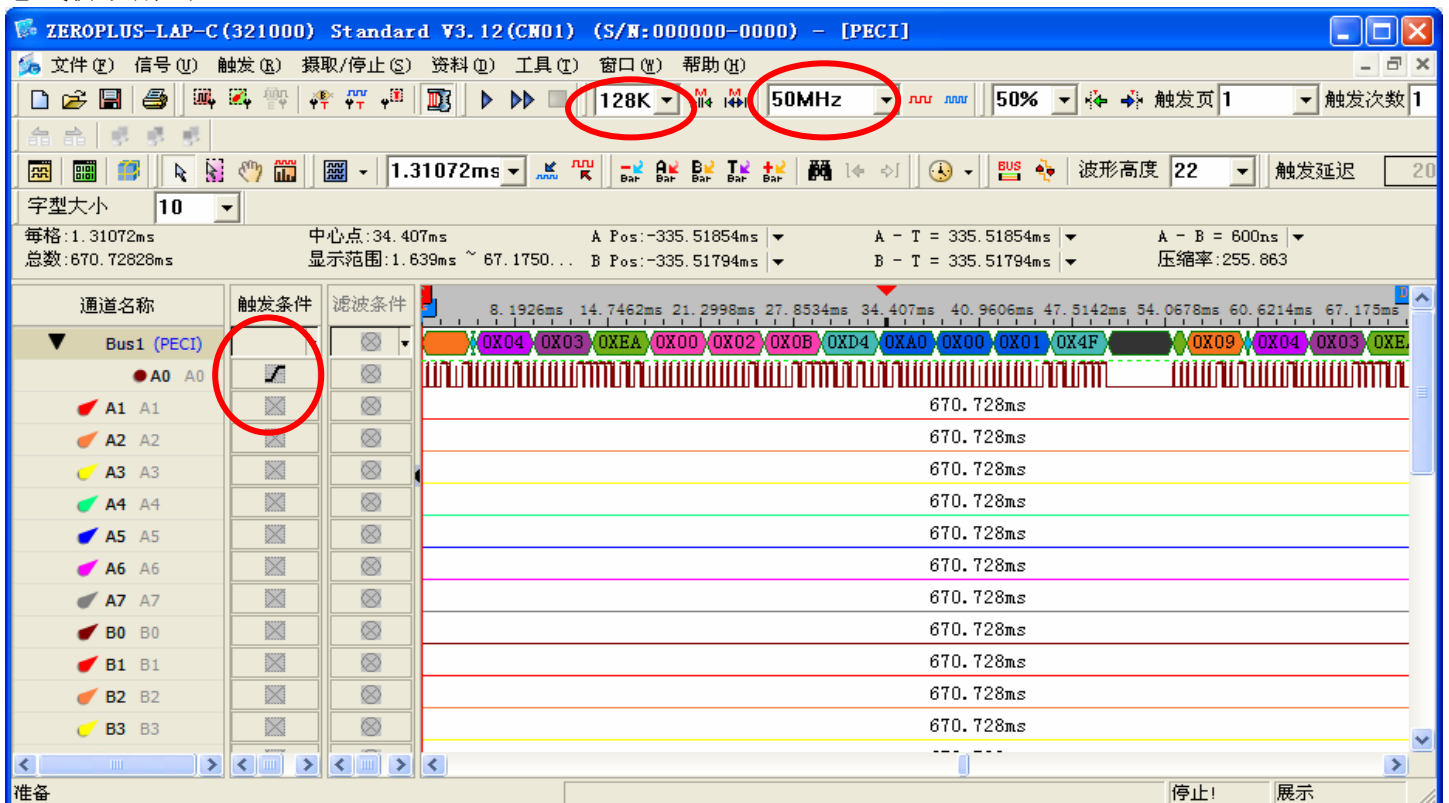 ZEROPLUS-LAP-C(321000) Standard V3.12(CN01) (S/N:000000-0000) - [PECI]
文件(F) 信号(U) 触发(R) 摄取/停止(S) 资料(D) 工具(T) 窗口(W) 帮助(H)
128K 50MHz 50% 触发页 1 触发次数 1
1.31072ms Bar Bar Bar Bar Bar BUS 波形高度 22 触发延迟 20
字型大小 10
每格:1.31072ms 中心点:34.407ms A Pos:-335.51854ms A - T = 335.51854ms A - B = 600ns
总数:670.72828ms 显示范围:1.639ms ~ 67.1750... B Pos:-335.51794ms B - T = 335.51794ms 压缩率:255.863
通道名称 触发条件 滤波条件 8.1926ms 14.7462ms 21.2998ms 27.8534ms 34.407ms 40.9606ms 47.5142ms 54.0678ms 60.6214ms 67.175ms
Bus1 (PECI) 0X04 0X03 0XEA 0X00 0X02 0X0B 0XD4 0XA0 0X00 0X01 0X4F 0X09 0X04 0X03 0XE
A0 A0
A1 A1 670.728ms
A2 A2 670.728ms
A3 A3 670.728ms
A4 A4 670.728ms
A5 A5 670.728ms
A6 A6 670.728ms
A7 A7 670.728ms
B0 B0 670.728ms
B1 B1 670.728ms
B2 B2 670.728ms
B3 B3 670.728ms
准备 停止! 展示